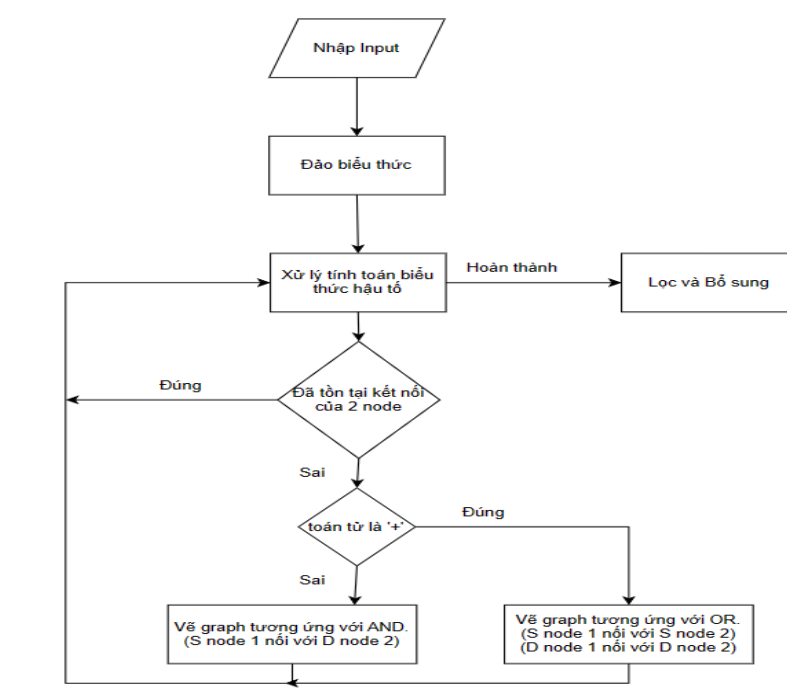 Nhập Input
Đảo biểu thức
Xử lý tính toán biểu
thức hậu tố
Hoàn thành
Lọc và Bổ sung
Đúng
Đã tồn tại kết nối
của 2 node
Sai
toán tử là '+'
Đúng
Sai
Vẽ graph tương ứng với AND.
(S node 1 nối với D node 2)
Vẽ graph tương ứng với OR.
(S node 1 nối với S node 2)
(D node 1 nối với D node 2)